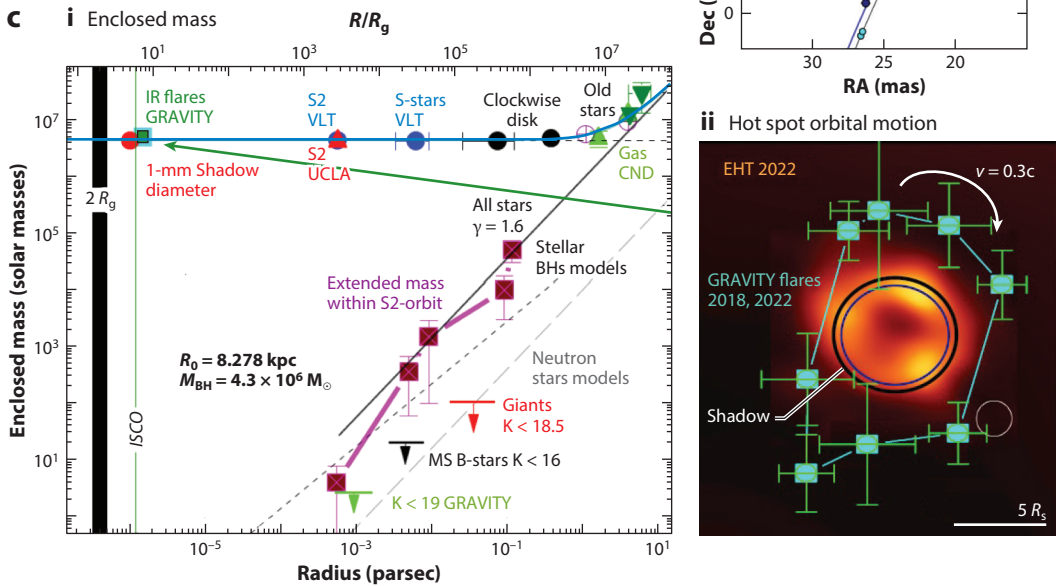 c
i Enclosed mass
R/Rg
10¹
10³
10⁵
10⁷
Enclosed mass (solar masses)
10⁷
10⁵
10³
10¹
IR flares
GRAVITY
S2
VLT
S-stars
VLT
Clockwise
disk
Old
stars
1-mm Shadow
diameter
S2
UCLA
Gas
CND
2 Rg
All stars
γ = 1.6
Stellar
BHs models
Extended mass
within S2-orbit
R₀ = 8.278 kpc
M_BH = 4.3 × 10⁶ M☉
Neutron
stars models
ISCO
Giants
K < 18.5
MS B-stars K < 16
K < 19 GRAVITY
10⁻⁵
10⁻³
10⁻¹
10¹
Radius (parsec)
Dec (
0
30
25
20
RA (mas)
ii Hot spot orbital motion
EHT 2022
v = 0.3c
GRAVITY flares
2018, 2022
Shadow
5 Rs